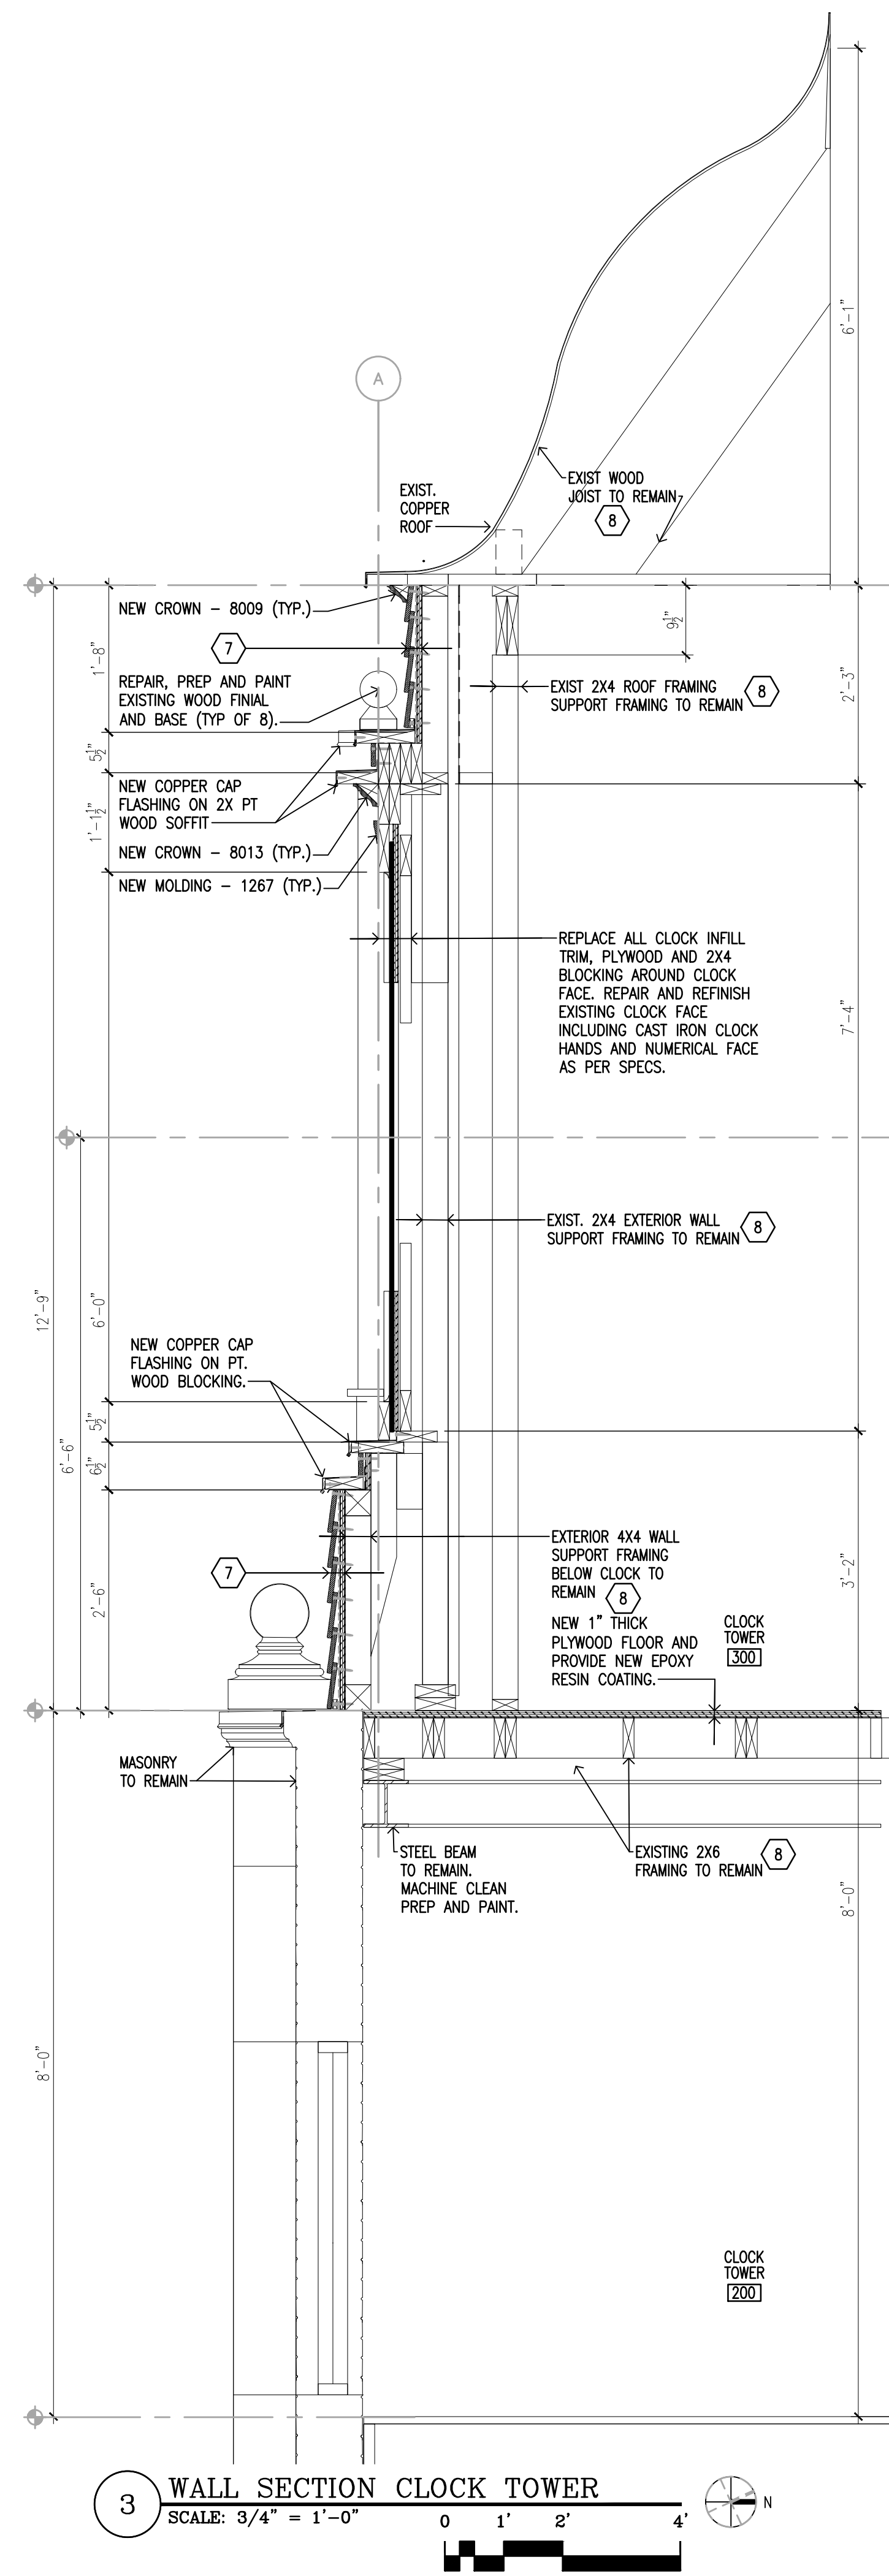 6'-1"
A
EXIST WOOD
JOIST TO REMAIN
8
EXIST.
COPPER
ROOF
NEW CROWN - 8009 (TYP.)
7
1'-8"
9½"
REPAIR, PREP AND PAINT
EXISTING WOOD FINIAL
AND BASE (TYP OF 8).
EXIST 2X4 ROOF FRAMING
SUPPORT FRAMING TO REMAIN
8
2'-3"
5½"
NEW COPPER CAP
FLASHING ON 2X PT
WOOD SOFFIT
1'-1½"
NEW CROWN - 8013 (TYP.)
NEW MOLDING - 1267 (TYP.)
REPLACE ALL CLOCK INFILL
TRIM, PLYWOOD AND 2X4
BLOCKING AROUND CLOCK
FACE. REPAIR AND REFINISH
EXISTING CLOCK FACE
INCLUDING CAST IRON CLOCK
HANDS AND NUMERICAL FACE
AS PER SPECS.
7'-4"
EXIST. 2X4 EXTERIOR WALL
SUPPORT FRAMING TO REMAIN
8
12'-9"
6'-0"
NEW COPPER CAP
FLASHING ON PT.
WOOD BLOCKING.
5½"
6'-6"
6½"
EXTERIOR 4X4 WALL
SUPPORT FRAMING
BELOW CLOCK TO
REMAIN
8
7
2'-6"
3'-2"
NEW 1" THICK
PLYWOOD FLOOR AND
PROVIDE NEW EPOXY
RESIN COATING.
CLOCK
TOWER
300
MASONRY
TO REMAIN
STEEL BEAM
TO REMAIN.
MACHINE CLEAN
PREP AND PAINT.
EXISTING 2X6
FRAMING TO REMAIN
8
8'-0"
8'-0"
CLOCK
TOWER
200
3
WALL SECTION CLOCK TOWER
SCALE: 3/4" = 1'-0"
N
0 1' 2' 4'